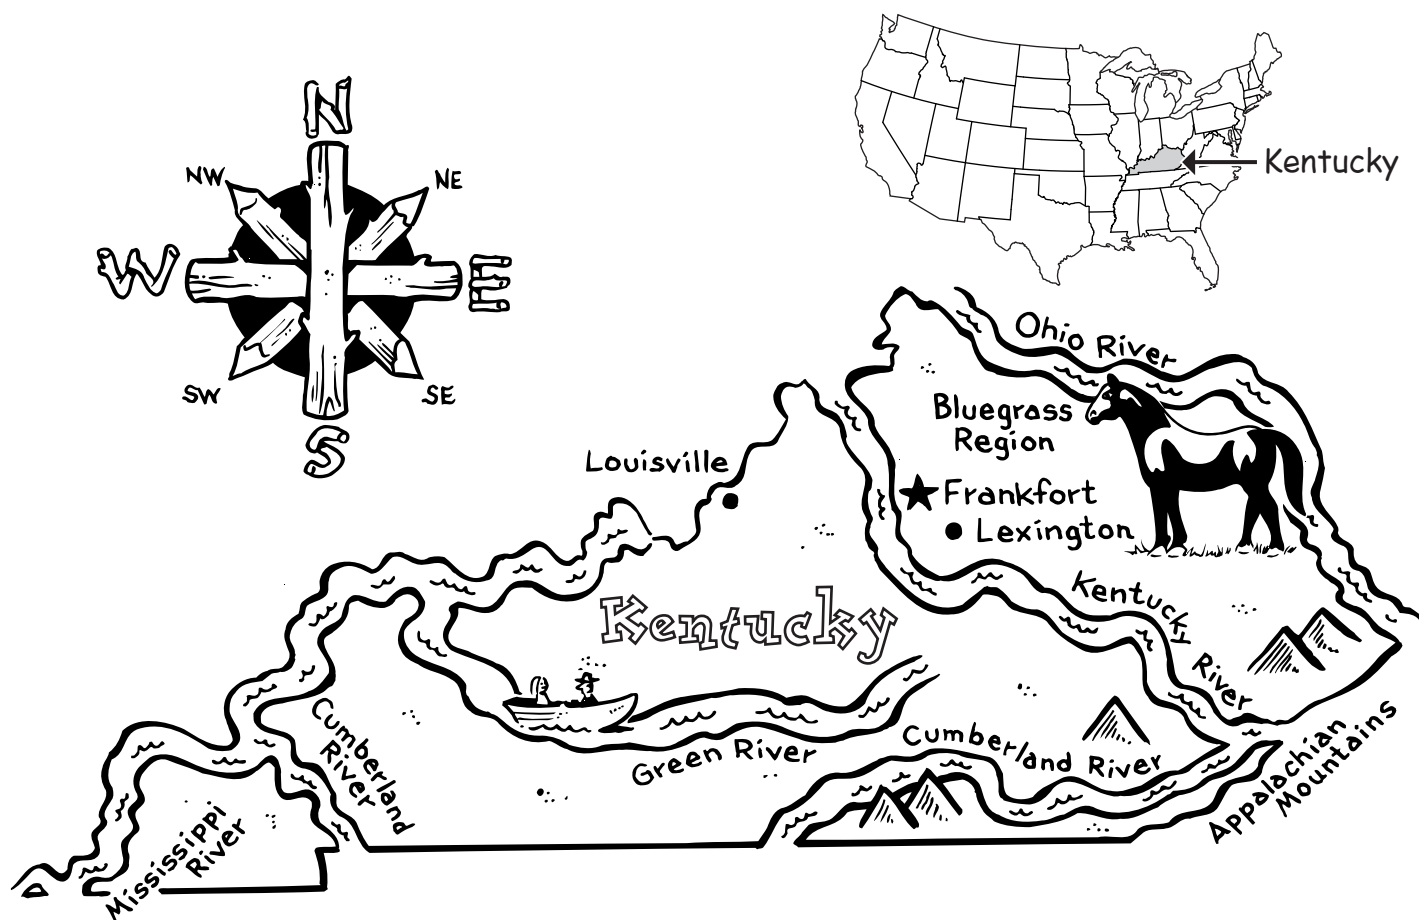 N
NW
NE
W
E
SW
SE
S
Kentucky
Ohio River
Bluegrass
Region
Louisville
Frankfort
Lexington
Kentucky
Kentucky River
Green River
Cumberland River
Cumberland
River
Appalachian
Mountains
Mississippi
River